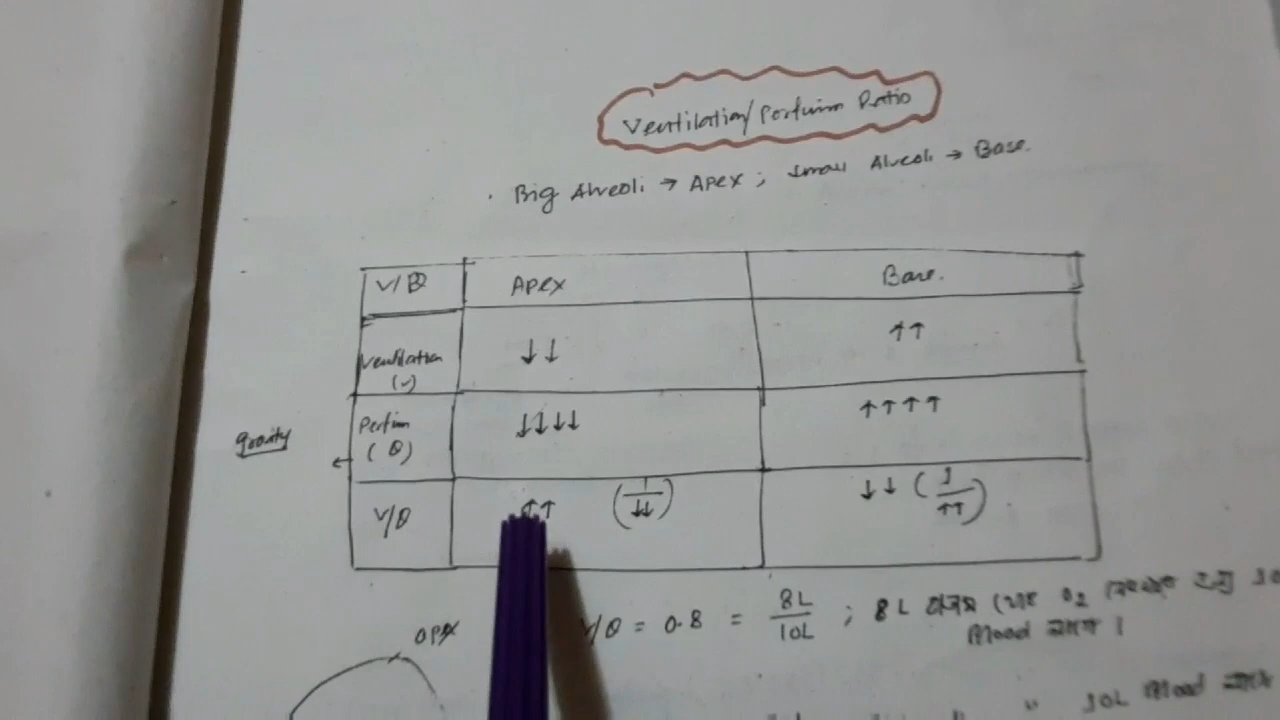 Ventilation/Perfusion Ratio
· Big Alveoli → Apex ; small Alveoli → Base.
V/Q Apex Base.
Ventilation (v) ↓↓ ↑↑
gravity ← Perfusion (Q) ↓↓↓↓ ↑↑↑↑
V/Q ↑↑ (1/↓↓) ↓↓ (1/↑↑)
V/Q = 0.8 = 8L/10L ; 8L O2
Blood লাগে ।
apex
" 10L Blood